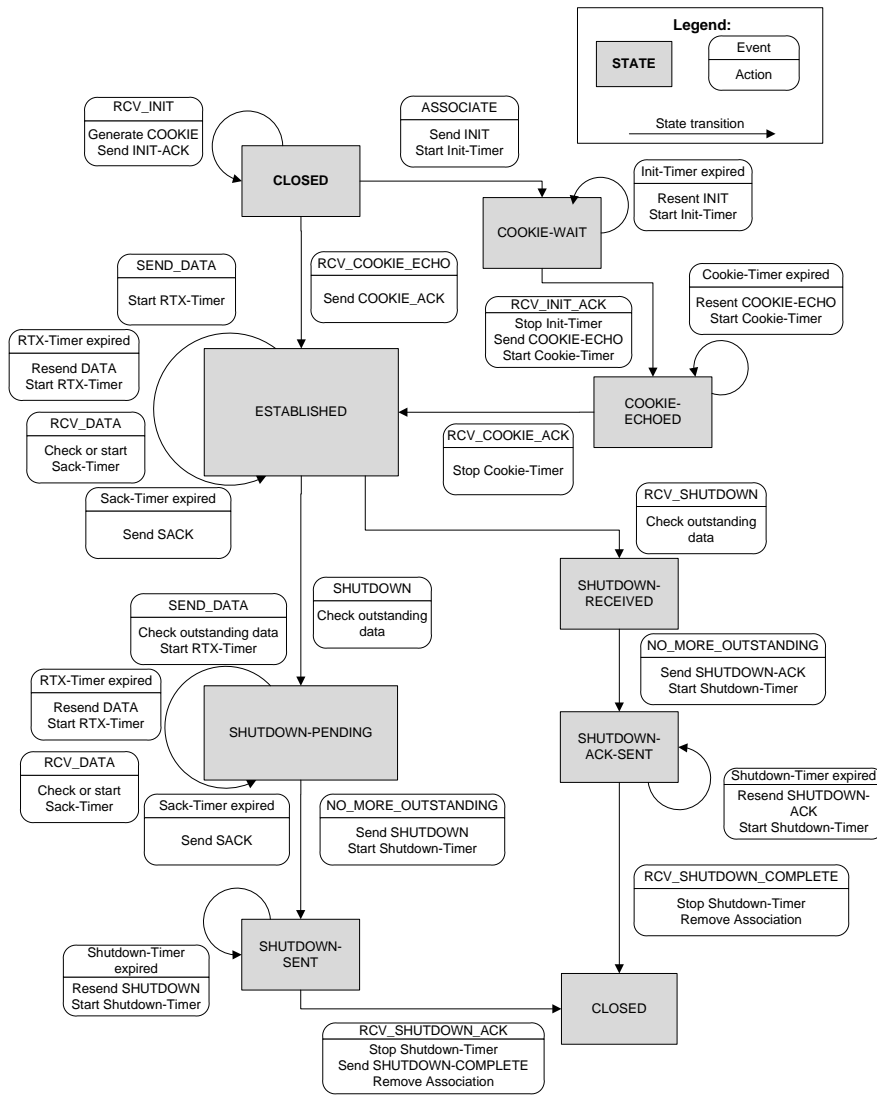 Legend:
STATE
Event
Action
State transition
RCV_INIT
Generate COOKIE
Send INIT-ACK
ASSOCIATE
Send INIT
Start Init-Timer
CLOSED
Init-Timer expired
Resent INIT
Start Init-Timer
COOKIE-WAIT
SEND_DATA
Start RTX-Timer
RCV_COOKIE_ECHO
Send COOKIE_ACK
Cookie-Timer expired
Resent COOKIE-ECHO
Start Cookie-Timer
RCV_INIT_ACK
Stop Init-Timer
Send COOKIE-ECHO
Start Cookie-Timer
RTX-Timer expired
Resend DATA
Start RTX-Timer
ESTABLISHED
COOKIE-
ECHOED
RCV_DATA
Check or start
Sack-Timer
RCV_COOKIE_ACK
Stop Cookie-Timer
Sack-Timer expired
Send SACK
RCV_SHUTDOWN
Check outstanding
data
SHUTDOWN-
RECEIVED
SHUTDOWN
Check outstanding
data
SEND_DATA
Check outstanding data
Start RTX-Timer
NO_MORE_OUTSTANDING
Send SHUTDOWN-ACK
Start Shutdown-Timer
RTX-Timer expired
Resend DATA
Start RTX-Timer
SHUTDOWN-PENDING
SHUTDOWN-
ACK-SENT
RCV_DATA
Check or start
Sack-Timer
Shutdown-Timer expired
Resend SHUTDOWN-
ACK
Start Shutdown-Timer
Sack-Timer expired
Send SACK
NO_MORE_OUTSTANDING
Send SHUTDOWN
Start Shutdown-Timer
RCV_SHUTDOWN_COMPLETE
Stop Shutdown-Timer
Remove Association
Shutdown-Timer
expired
Resend SHUTDOWN
Start Shutdown-Timer
SHUTDOWN-
SENT
CLOSED
RCV_SHUTDOWN_ACK
Stop Shutdown-Timer
Send SHUTDOWN-COMPLETE
Remove Association